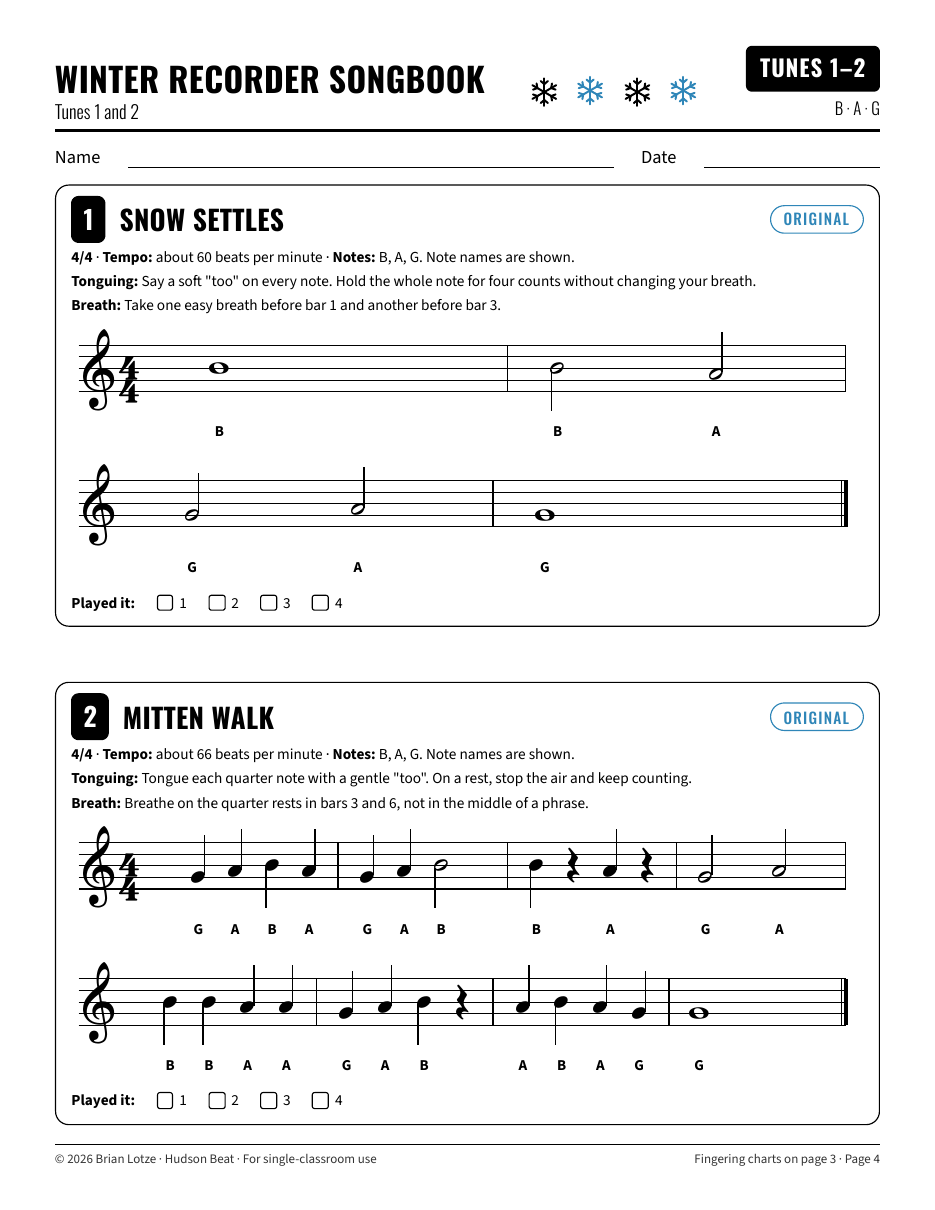 WINTER RECORDER SONGBOOK
Tunes 1 and 2
TUNES 1–2
B · A · G
Name
Date
1 SNOW SETTLES
ORIGINAL
4/4 · Tempo: about 60 beats per minute · Notes: B, A, G. Note names are shown.
Tonguing: Say a soft "too" on every note. Hold the whole note for four counts without changing your breath.
Breath: Take one easy breath before bar 1 and another before bar 3.
4
4
B B A
G A G
Played it: 1 2 3 4
2 MITTEN WALK
ORIGINAL
4/4 · Tempo: about 66 beats per minute · Notes: B, A, G. Note names are shown.
Tonguing: Tongue each quarter note with a gentle "too". On a rest, stop the air and keep counting.
Breath: Breathe on the quarter rests in bars 3 and 6, not in the middle of a phrase.
4
4
G A B A G A B B A G A
B B A A G A B A B A G G
Played it: 1 2 3 4
© 2026 Brian Lotze · Hudson Beat · For single-classroom use
Fingering charts on page 3 · Page 4